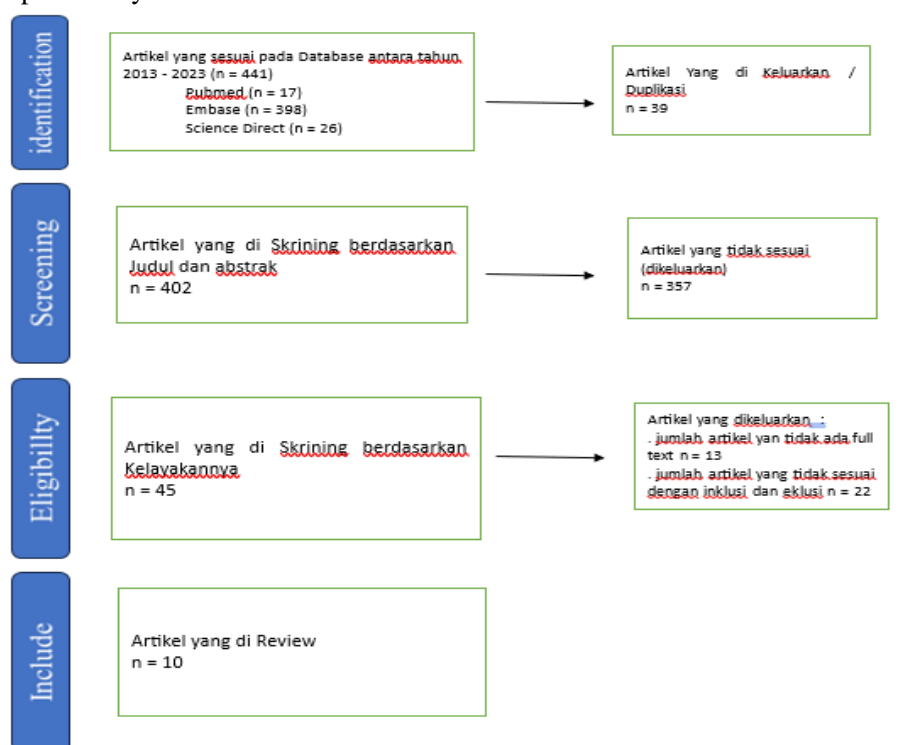 identification
Artikel yang sesuai pada Database antara tahun
2013 - 2023 (n = 441)
Pubmed (n = 17)
Embase (n = 398)
Science Direct (n = 26)
Artikel Yang di Keluarkan /
Duplikasi
n = 39
Screening
Artikel yang di Skrining berdasarkan
Judul dan abstrak
n = 402
Artikel yang tidak sesuai
(dikeluarkan)
n = 357
Eligibilty
Artikel yang di Skrining berdasarkan
Kelayakannya
n = 45
Artikel yang dikeluarkan :
. jumlah artikel yan tidak ada full
text n = 13
. jumlah artikel yang tidak sesuai
dengan inklusi dan eklusi n = 22
Include
Artikel yang di Review
n = 10